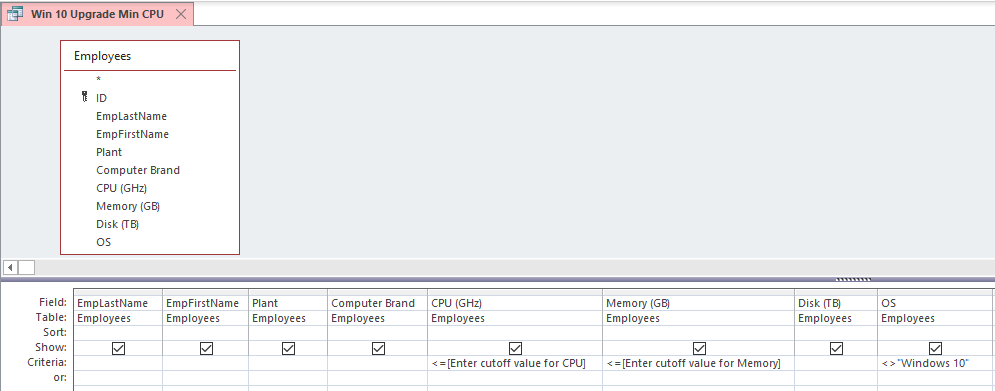 Win 10 Upgrade Min CPU
Employees
*
ID
EmpLastName
EmpFirstName
Plant
Computer Brand
CPU (GHz)
Memory (GB)
Disk (TB)
OS
Field: EmpLastName EmpFirstName Plant Computer Brand CPU (GHz) Memory (GB) Disk (TB) OS
Table: Employees Employees Employees Employees Employees Employees Employees Employees
Sort:
Show:
Criteria: <=[Enter cutoff value for CPU] <=[Enter cutoff value for Memory] <>"Windows 10"
or: